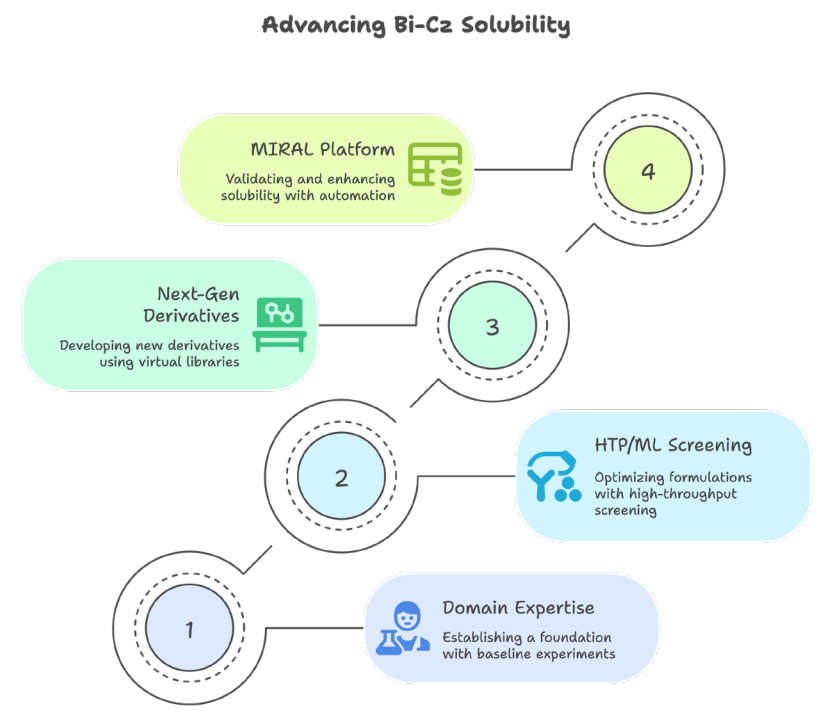 Advancing Bi-Cz Solubility
4
MIRAL Platform
Validating and enhancing
solubility with automation
3
Next-Gen
Derivatives
Developing new derivatives
using virtual libraries
2
HTP/ML Screening
Optimizing formulations
with high-throughput
screening
1
Domain Expertise
Establishing a foundation
with baseline experiments